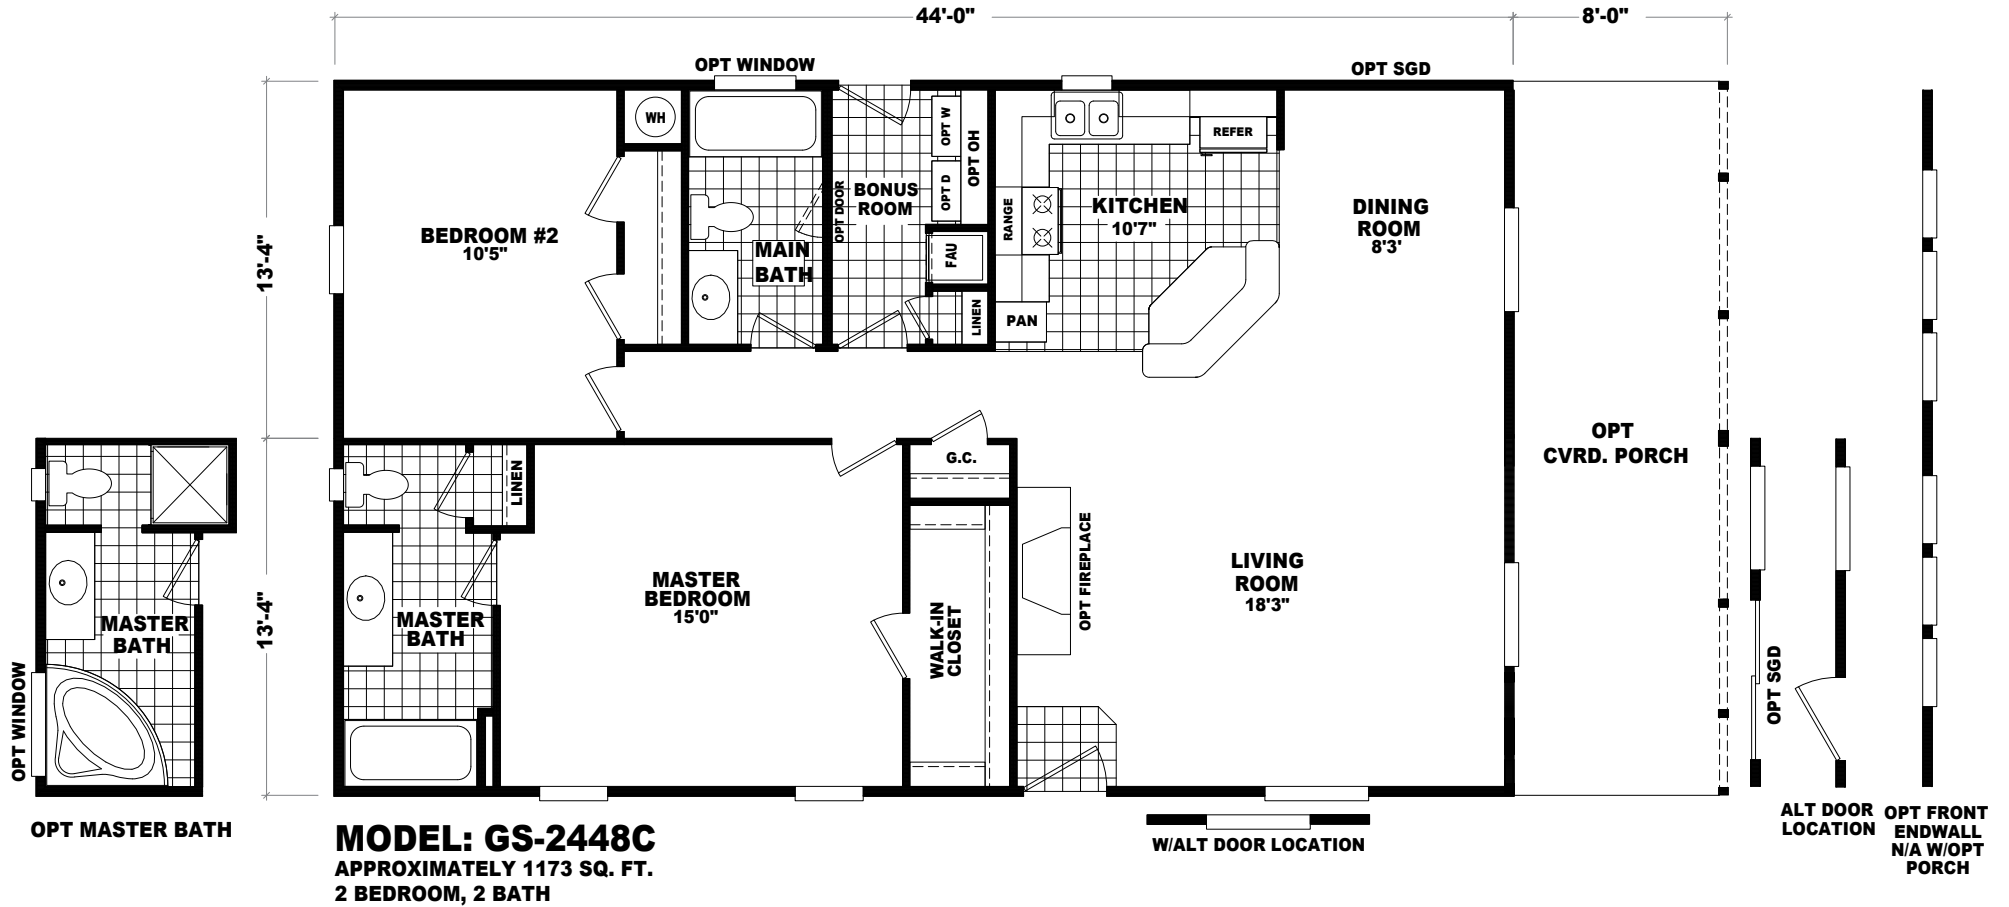 44'-0"
8'-0"
OPT WINDOW
OPT SGD
WH
OPT W
OPT OH
OPT D
REFER
BEDROOM #2
10'5"
OPT DOOR
BONUS
ROOM
MAIN
BATH
FAU
LINEN
RANGE
KITCHEN
10'7"
PAN
DINING
ROOM
8'3'
13'-4"
13'-4"
OPT
CVRD. PORCH
G.C.
LINEN
MASTER
BEDROOM
15'0"
MASTER
BATH
WALK-IN
CLOSET
OPT FIREPLACE
LIVING
ROOM
18'3"
MASTER
BATH
OPT WINDOW
OPT SGD
OPT MASTER BATH
MODEL: GS-2448C
APPROXIMATELY 1173 SQ. FT.
2 BEDROOM, 2 BATH
W/ALT DOOR LOCATION
ALT DOOR
LOCATION
OPT FRONT
ENDWALL
N/A W/OPT
PORCH